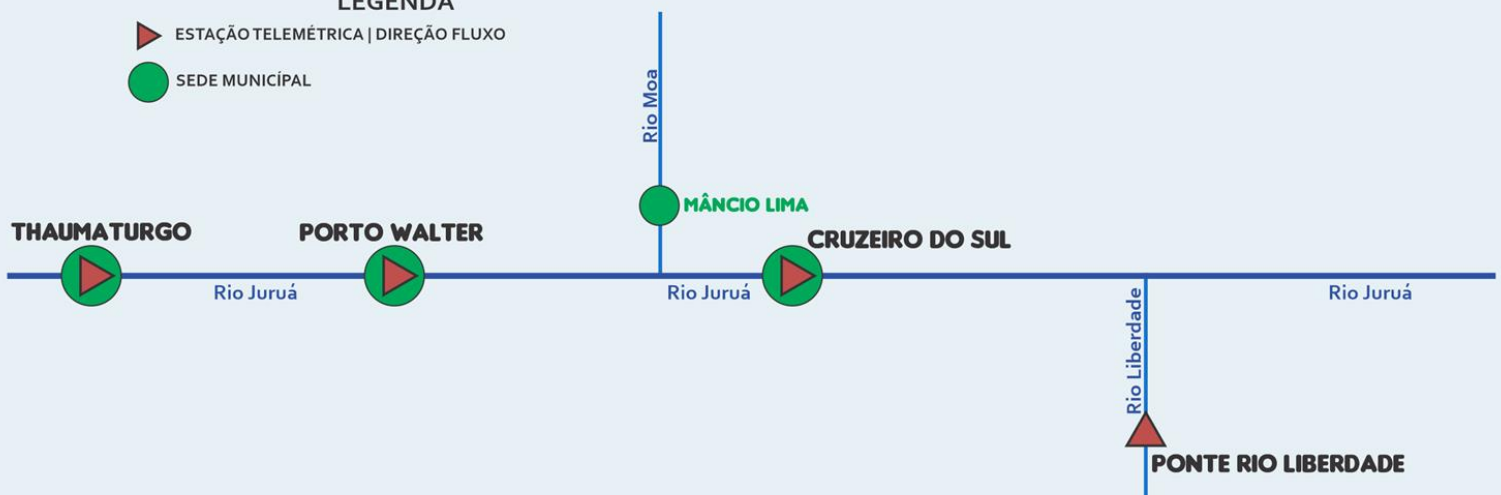 LEGENDA
ESTAÇÃO TELEMÉTRICA | DIREÇÃO FLUXO
SEDE MUNICÍPAL
Rio Moa
MÂNCIO LIMA
THAUMATURGO
PORTO WALTER
CRUZEIRO DO SUL
Rio Juruá
Rio Juruá
Rio Juruá
Rio Liberdade
PONTE RIO LIBERDADE